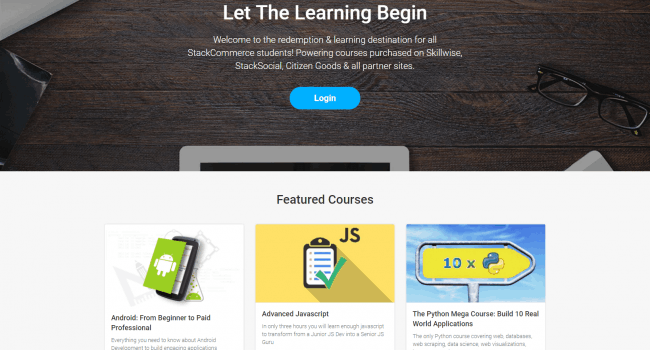 Let The Learning Begin
Welcome to the redemption & learning destination for all
StackCommerce students! Powering courses purchased on Skillwise,
StackSocial, Citizen Goods & all partner sites.
Login
Featured Courses
JS
10 x
Android: From Beginner to Paid
Professional
Everything you need to know about Android
Development to build engaging applications
Advanced Javascript
In only three hours you will learn enough javascript
to transform from a Junior JS Dev into a Senior JS
Guru
The Python Mega Course: Build 10 Real
World Applications
The only Python course covering web, databases,
web scraping, data science, web visualizations,